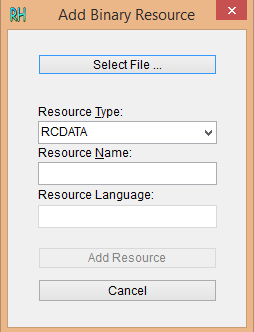 RH Add Binary Resource
Select File ...
Resource Type:
RCDATA
Resource Name:
Resource Language:
Add Resource
Cancel